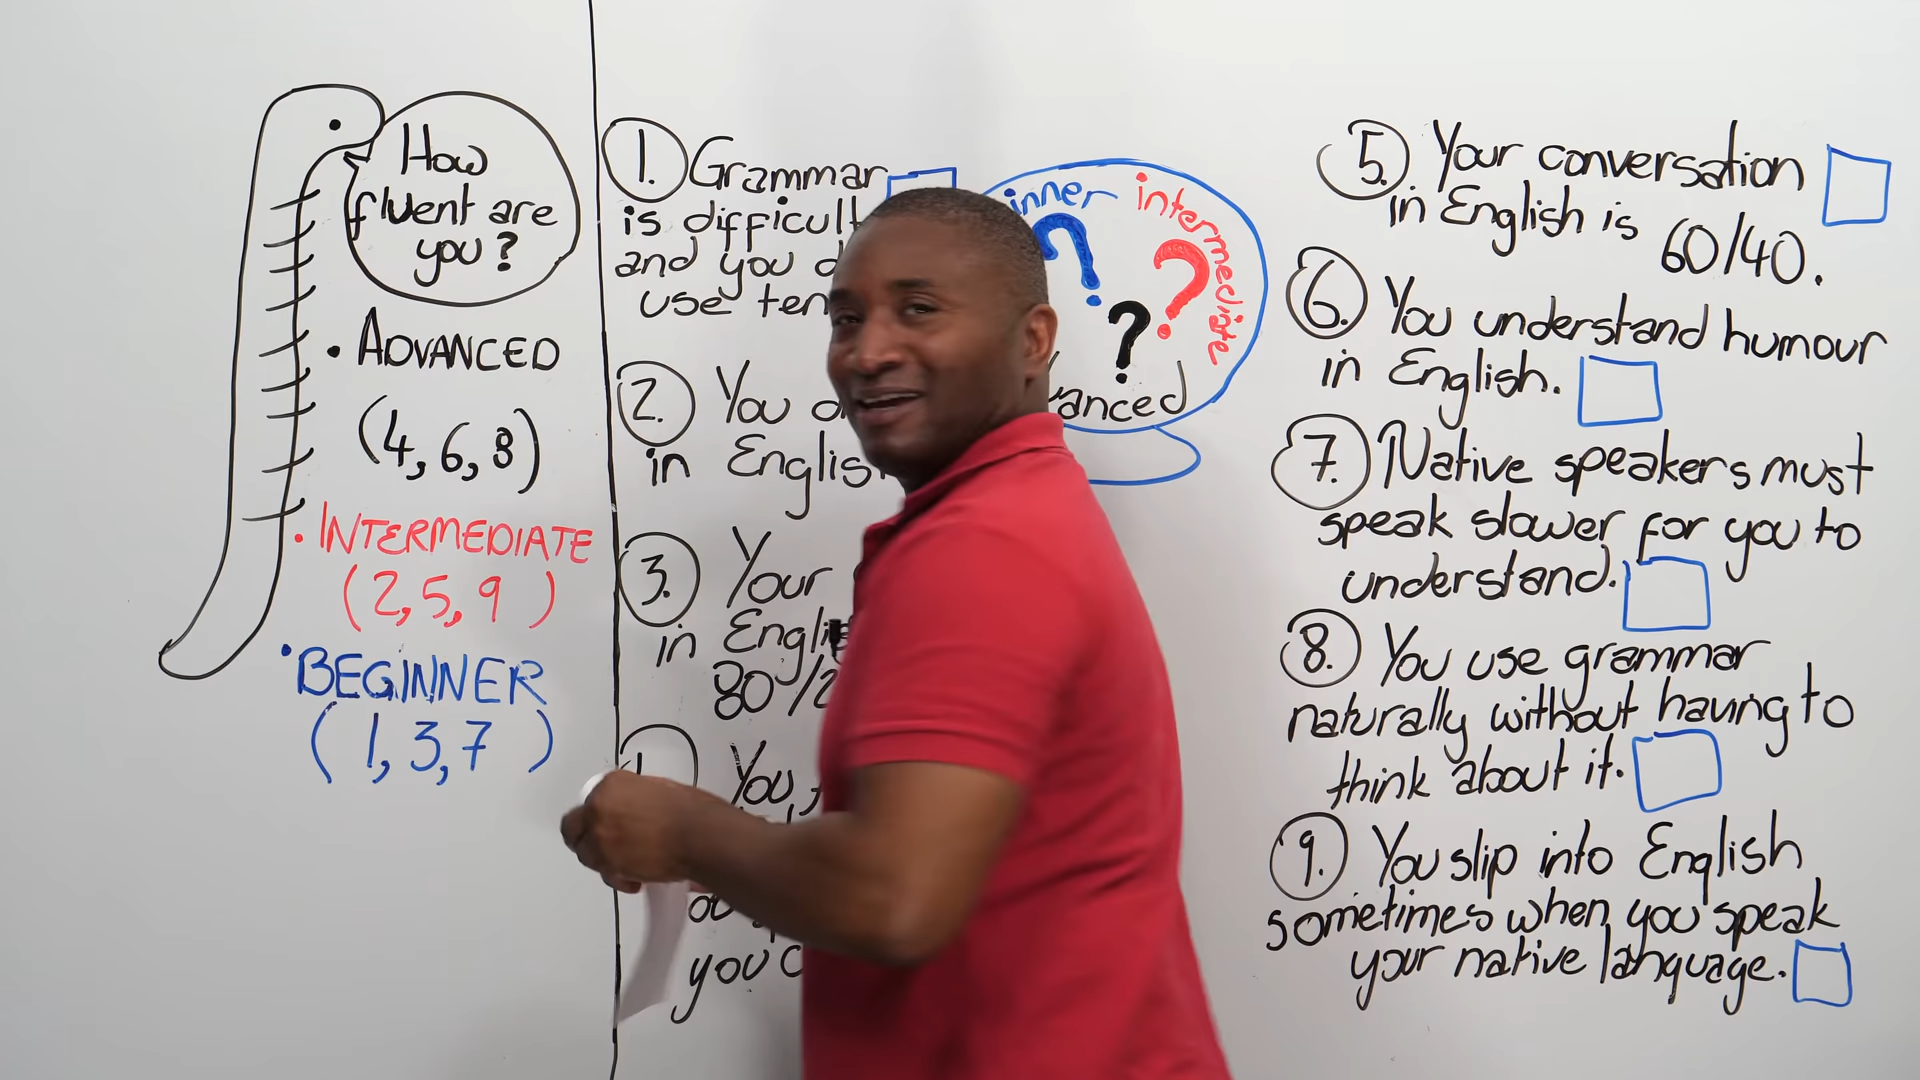 How
fluent are
you?
• ADVANCED
(4, 6, 8)
• INTERMEDIATE
(2, 5, 9)
• BEGINNER
(1, 3, 7)
1. Grammar
is difficult
and you
use
2. You
in English
3. Your
in English
80/2
You
you
inner
intermediate
? ? ?
vanced
5. Your conversation
in English is
60/40.
6. You understand humour
in English.
7. Native speakers must
speak slower for you to
understand.
8. You use grammar
naturally without having to
think about it.
9. You slip into English
sometimes when you speak
your native language.